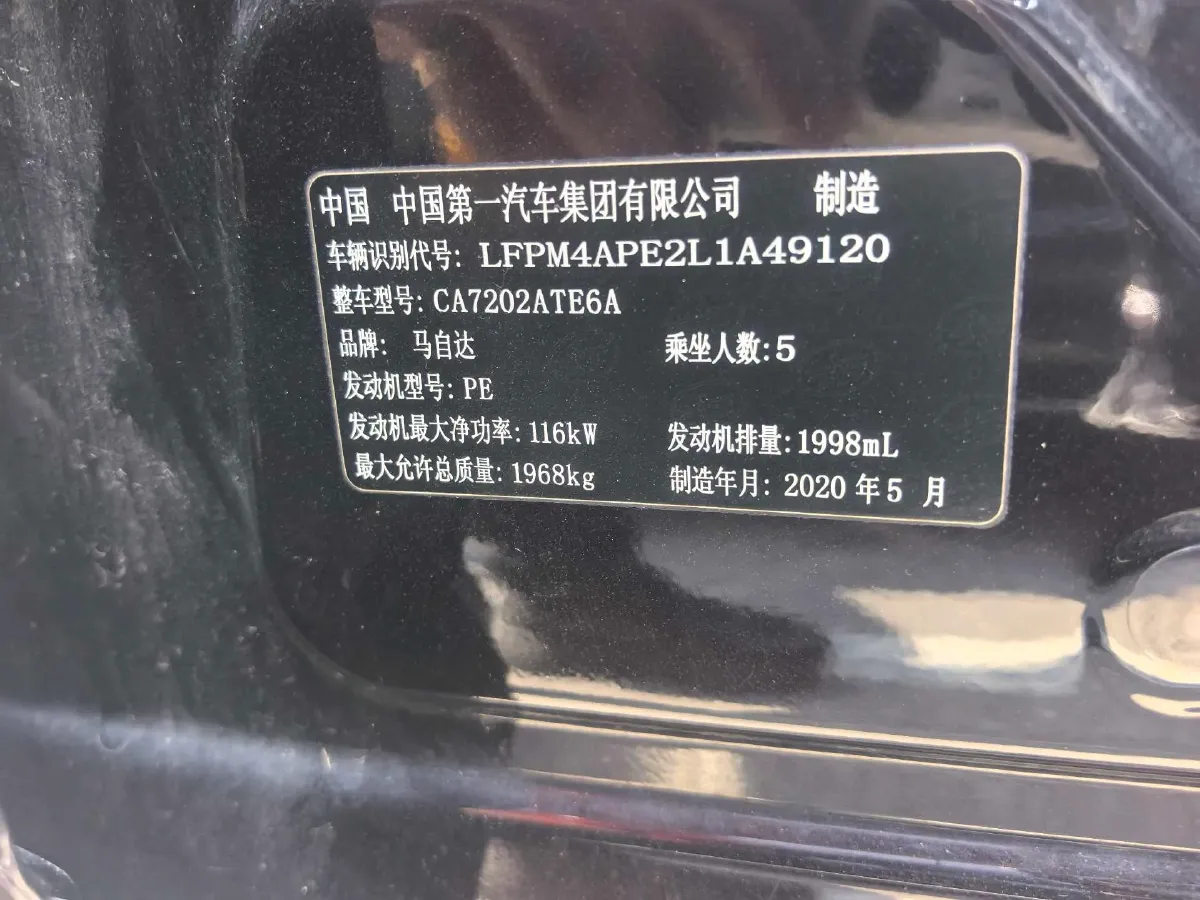 中国 中国第一汽车集团有限公司 制造
车辆识别代号: LFPM4APE2L1A49120
整车型号: CA7202ATE6A
品牌: 马自达 乘坐人数: 5
发动机型号: PE
发动机最大净功率: 116kW 发动机排量: 1998mL
最大允许总质量: 1968kg 制造年月: 2020 年 5 月